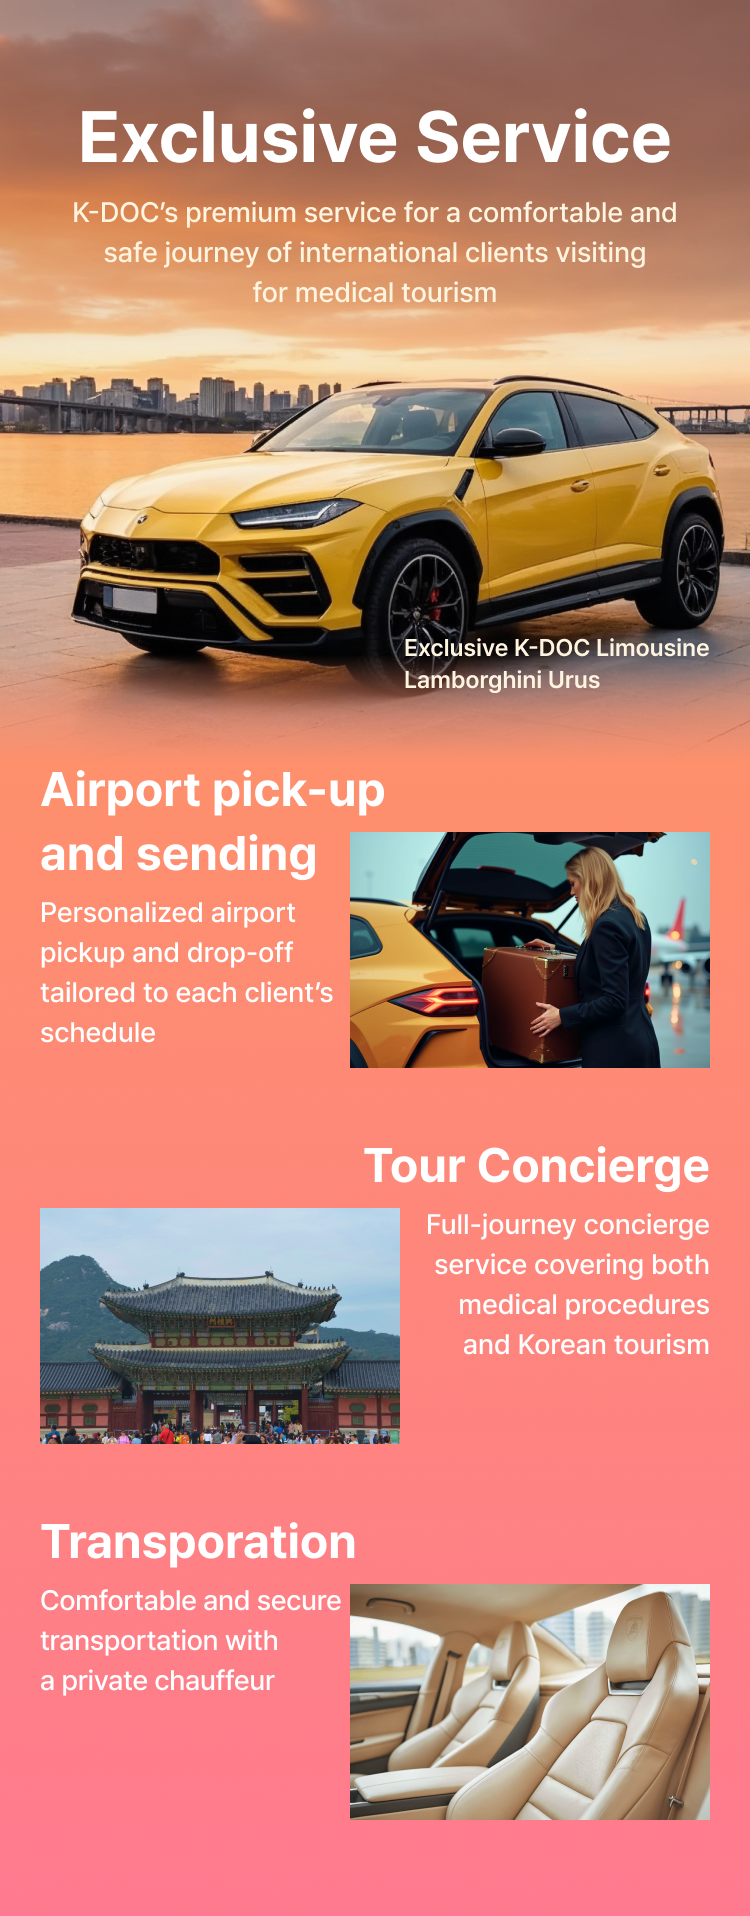 Exclusive Service
K-DOC’s premium service for a comfortable and
safe journey of international clients visiting
for medical tourism
Exclusive K-DOC Limousine
Lamborghini Urus
Airport pick-up
and sending
Personalized airport
pickup and drop-off
tailored to each client’s
schedule
Tour Concierge
Full-journey concierge
service covering both
medical procedures
and Korean tourism
Transporation
Comfortable and secure
transportation with
a private chauffeur